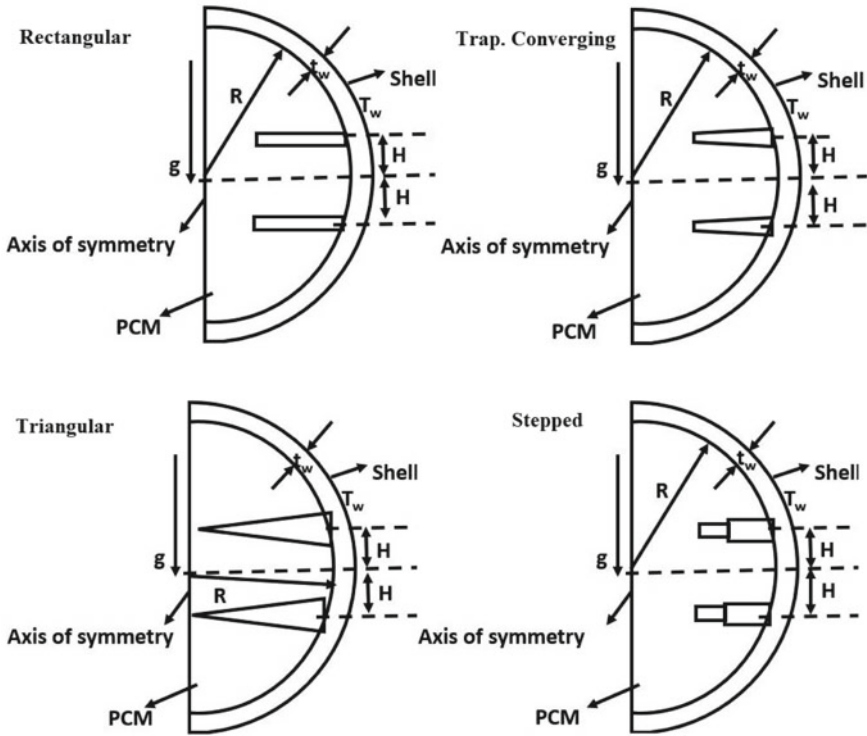 Rectangular
t_w
Shell
R
T_w
H
g
H
Axis of symmetry
PCM
Trap. Converging
t_w
Shell
R
T_w
H
g
H
Axis of symmetry
PCM
Triangular
t_w
Shell
T_w
H
g
R
H
Axis of symmetry
PCM
Stepped
t_w
Shell
R
T_w
H
g
H
Axis of symmetry
PCM